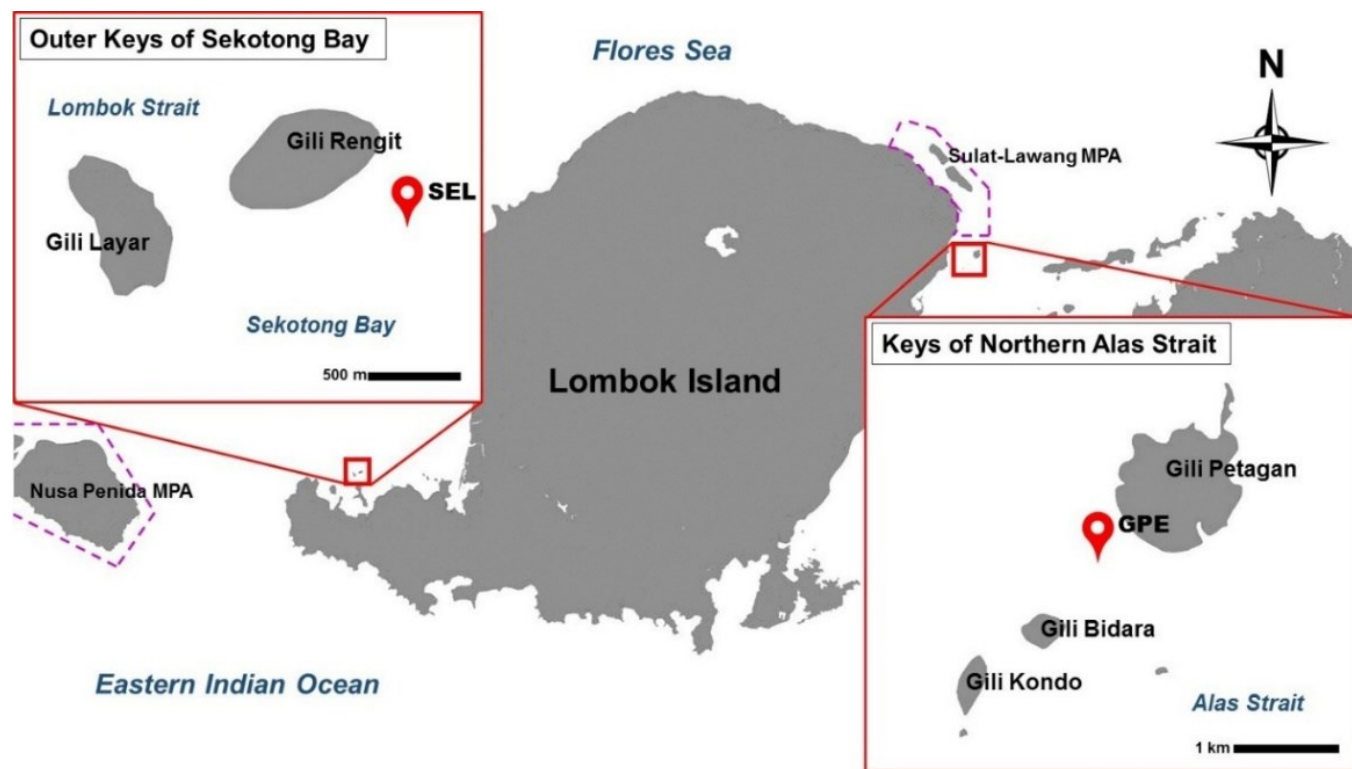 Outer Keys of Sekotong Bay
Lombok Strait
Gili Rengit
SEL
Gili Layar
Sekotong Bay
500 m
Flores Sea
N
Sulat-Lawang MPA
Lombok Island
Nusa Penida MPA
Eastern Indian Ocean
Keys of Northern Alas Strait
Gili Petagan
GPE
Gili Bidara
Gili Kondo
Alas Strait
1 km